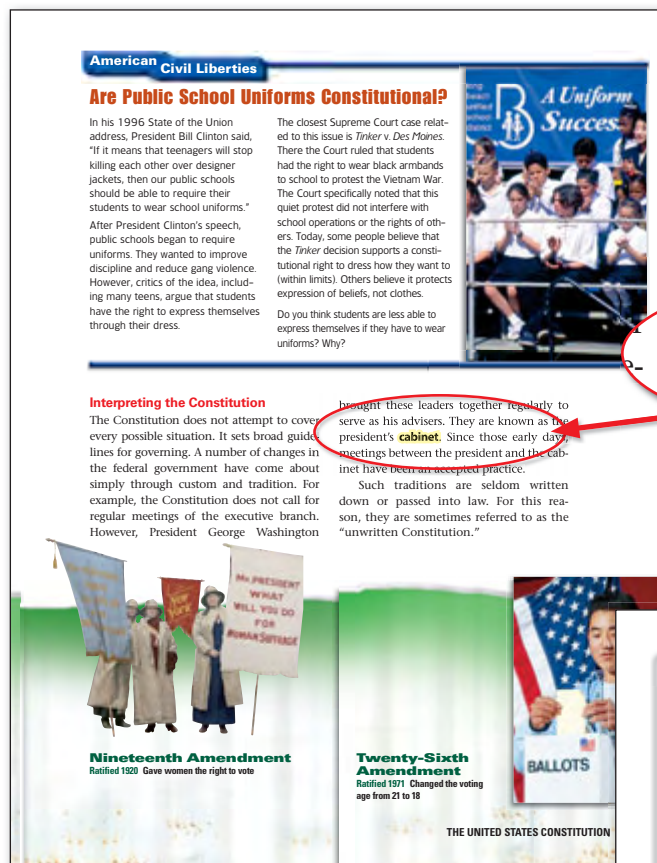 American
Civil Liberties
Are Public School Uniforms Constitutional?
In his 1996 State of the Union
address, President Bill Clinton said,
"If it means that teenagers will stop
killing each other over designer
jackets, then our public schools
should be able to require their
students to wear school uniforms."
After President Clinton's speech,
public schools began to require
uniforms. They wanted to improve
discipline and reduce gang violence.
However, critics of the idea, includ-
ing many teens, argue that students
have the right to express themselves
through their dress.
The closest Supreme Court case relat-
ed to this issue is Tinker v. Des Moines.
There the Court ruled that students
had the right to wear black armbands
to school to protest the Vietnam War.
The Court specifically noted that this
quiet protest did not interfere with
school operations or the rights of oth-
ers. Today, some people believe that
the Tinker decision supports a consti-
tutional right to dress how they want to
(within limits). Others believe it protects
expression of beliefs, not clothes.
Do you think students are less able to
express themselves if they have to wear
uniforms? Why?
A Uniform
Success
Interpreting the Constitution
The Constitution does not attempt to cover
every possible situation. It sets broad guide-
lines for governing. A number of changes in
the federal government have come about
simply through custom and tradition. For
example, the Constitution does not call for
regular meetings of the executive branch.
However, President George Washington
brought these leaders together regularly to
serve as his advisers. They are known as the
president's cabinet. Since those early days,
meetings between the president and the cab-
inet have been an accepted practice.
Such traditions are seldom written
down or passed into law. For this rea-
son, they are sometimes referred to as the
"unwritten Constitution."
New
York
MR. PRESIDENT
WHAT
WILL YOU DO
FOR
WOMAN SUFFRAGE
Nineteenth Amendment
Ratified 1920 Gave women the right to vote
Twenty-Sixth
Amendment
Ratified 1971 Changed the voting
age from 21 to 18
BALLOTS
THE UNITED STATES CONSTITUTION